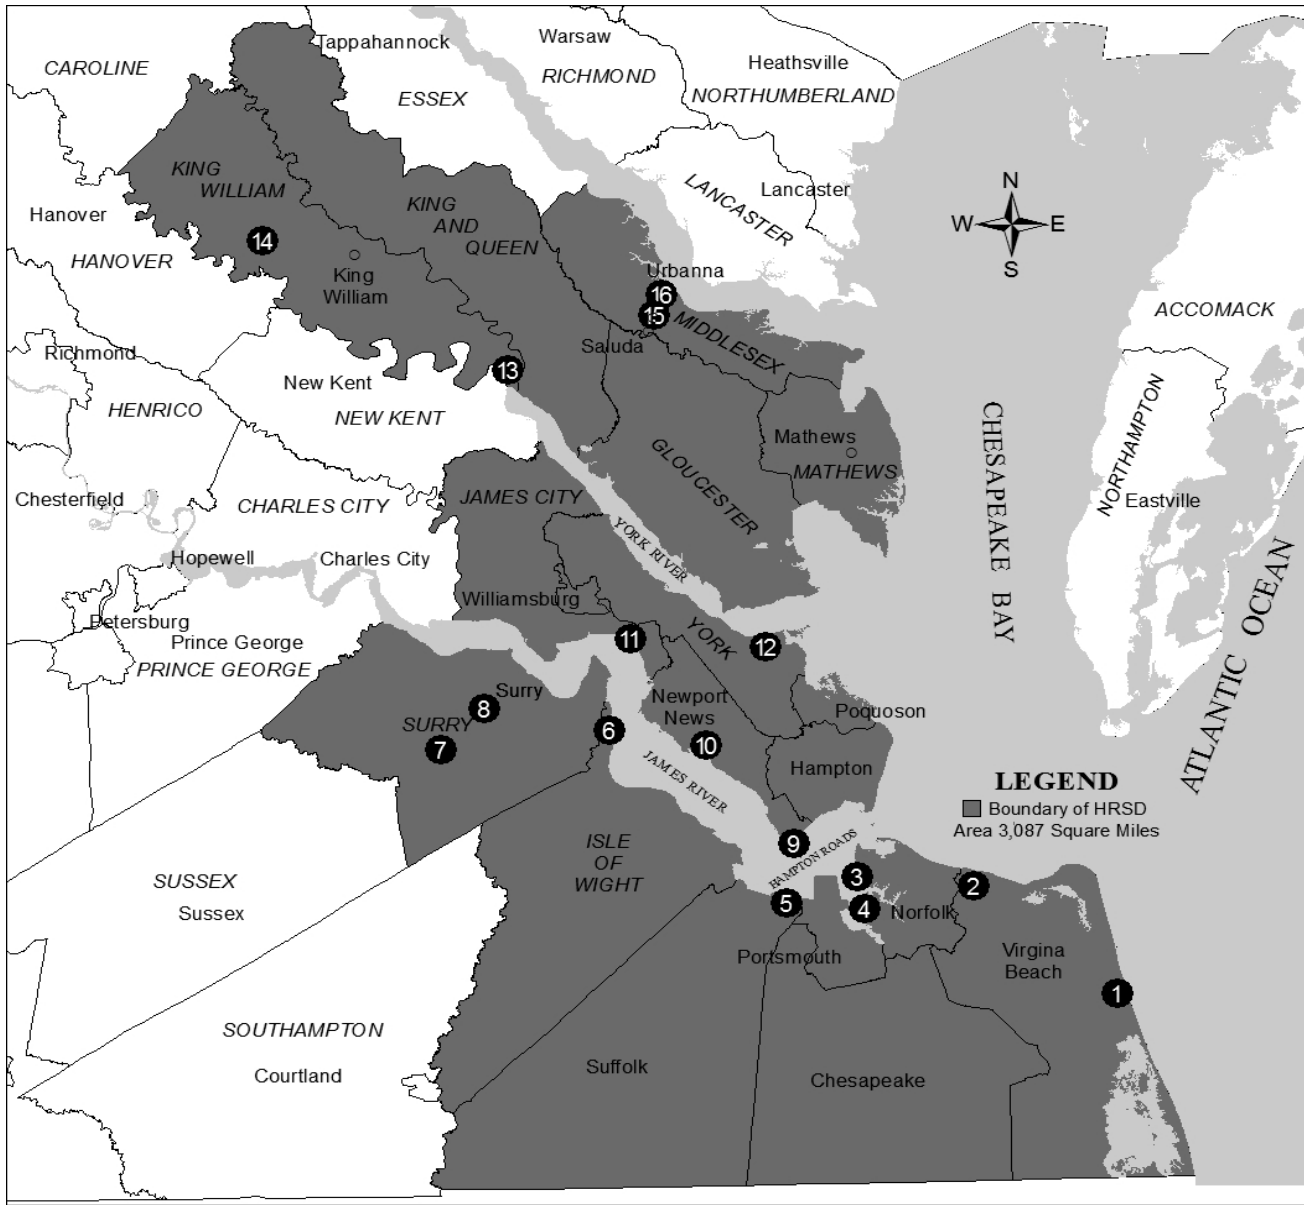 Tappahannock
Warsaw
CAROLINE
RICHMOND
Heathsville
ESSEX
NORTHUMBERLAND
KING
WILLIAM
LANCASTER
Lancaster
N
W
E
S
Hanover
KING
AND
QUEEN
14
HANOVER
King
William
Urbanna
16
15
MIDDLESEX
ACCOMACK
Richmond
Saluda
New Kent
13
HENRICO
NEW KENT
NORTHAMPTON
Mathews
MATHEWS
CHESAPEAKE BAY
GLOUCESTER
Chesterfield
CHARLES CITY
JAMES CITY
Eastville
YORK RIVER
Hopewell
Charles City
Williamsburg
ATLANTIC OCEAN
Petersburg
Prince George
PRINCE GEORGE
11
YORK
12
Surry
Newport
News
8
SURRY
7
6
10
Poquoson
JAMES RIVER
Hampton
LEGEND
Boundary of HRSD
Area 3,087 Square Miles
ISLE
OF
WIGHT
9
HAMPTON ROADS
SUSSEX
Sussex
3
2
5
4
Norfolk
Portsmouth
Virgina
Beach
1
SOUTHAMPTON
Courtland
Suffolk
Chesapeake